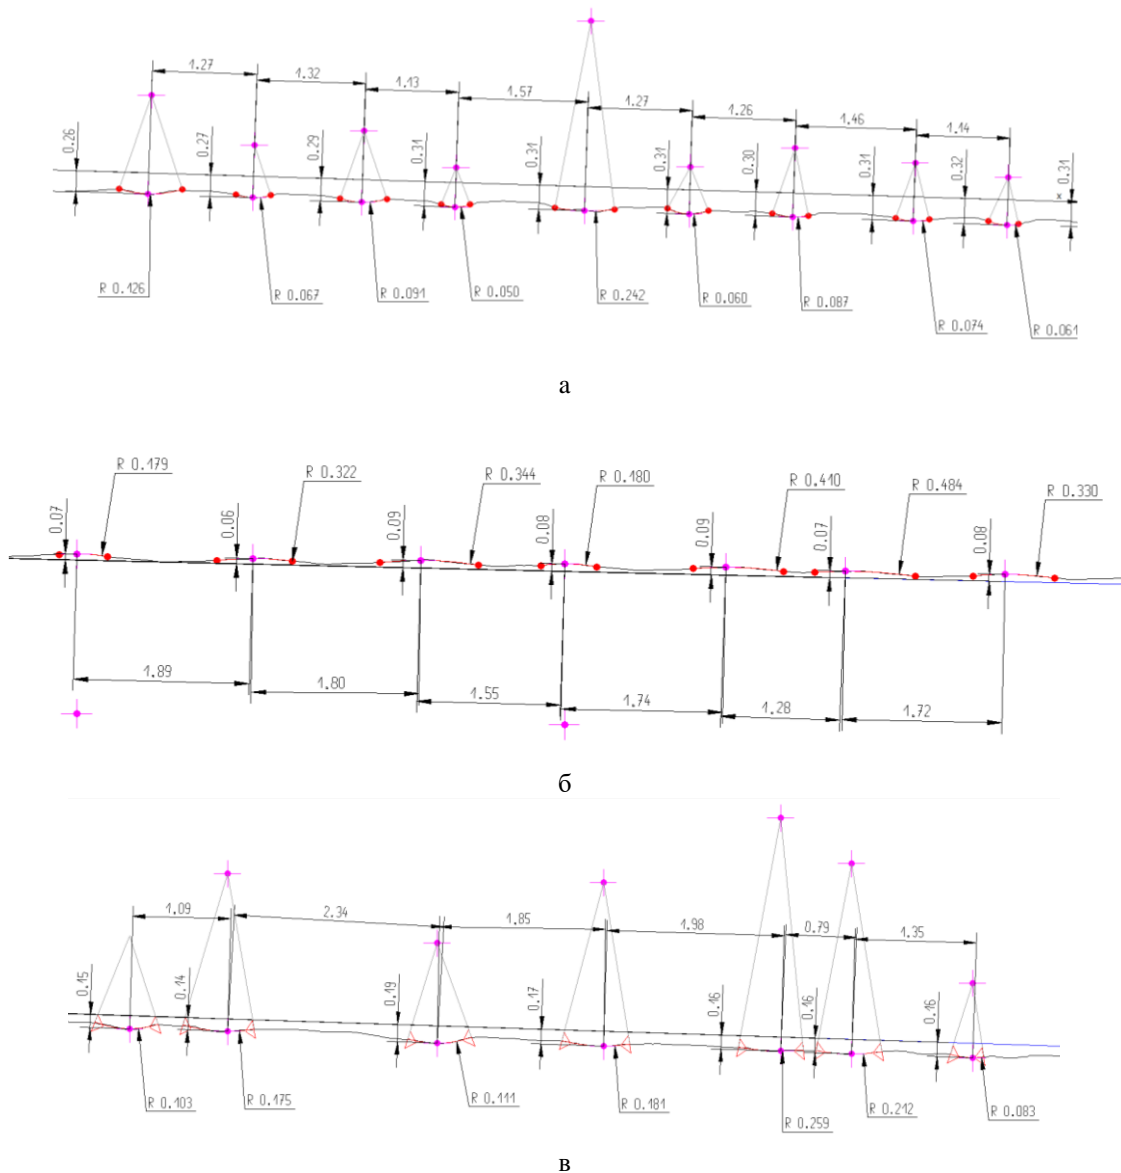 1.27 1.32 1.13 1.57 1.27 1.26 1.46 1.14
0.26 0.27 0.29 0.31 0.31 0.31 0.30 0.31 0.32 0.31
x
R 0.126 R 0.067 R 0.091 R 0.050 R 0.242 R 0.060 R 0.087 R 0.074 R 0.061
а
R 0.179 R 0.322 R 0.344 R 0.180 R 0.410 R 0.484 R 0.330
0.07 0.06 0.09 0.08 0.09 0.07 0.08
1.89 1.80 1.55 1.74 1.28 1.72
б
1.09 2.34 1.85 1.98 0.79 1.35
0.15 0.14 0.19 0.17 0.16 0.16 0.16
R 0.103 R 0.175 R 0.111 R 0.181 R 0.259 R 0.212 R 0.083
в